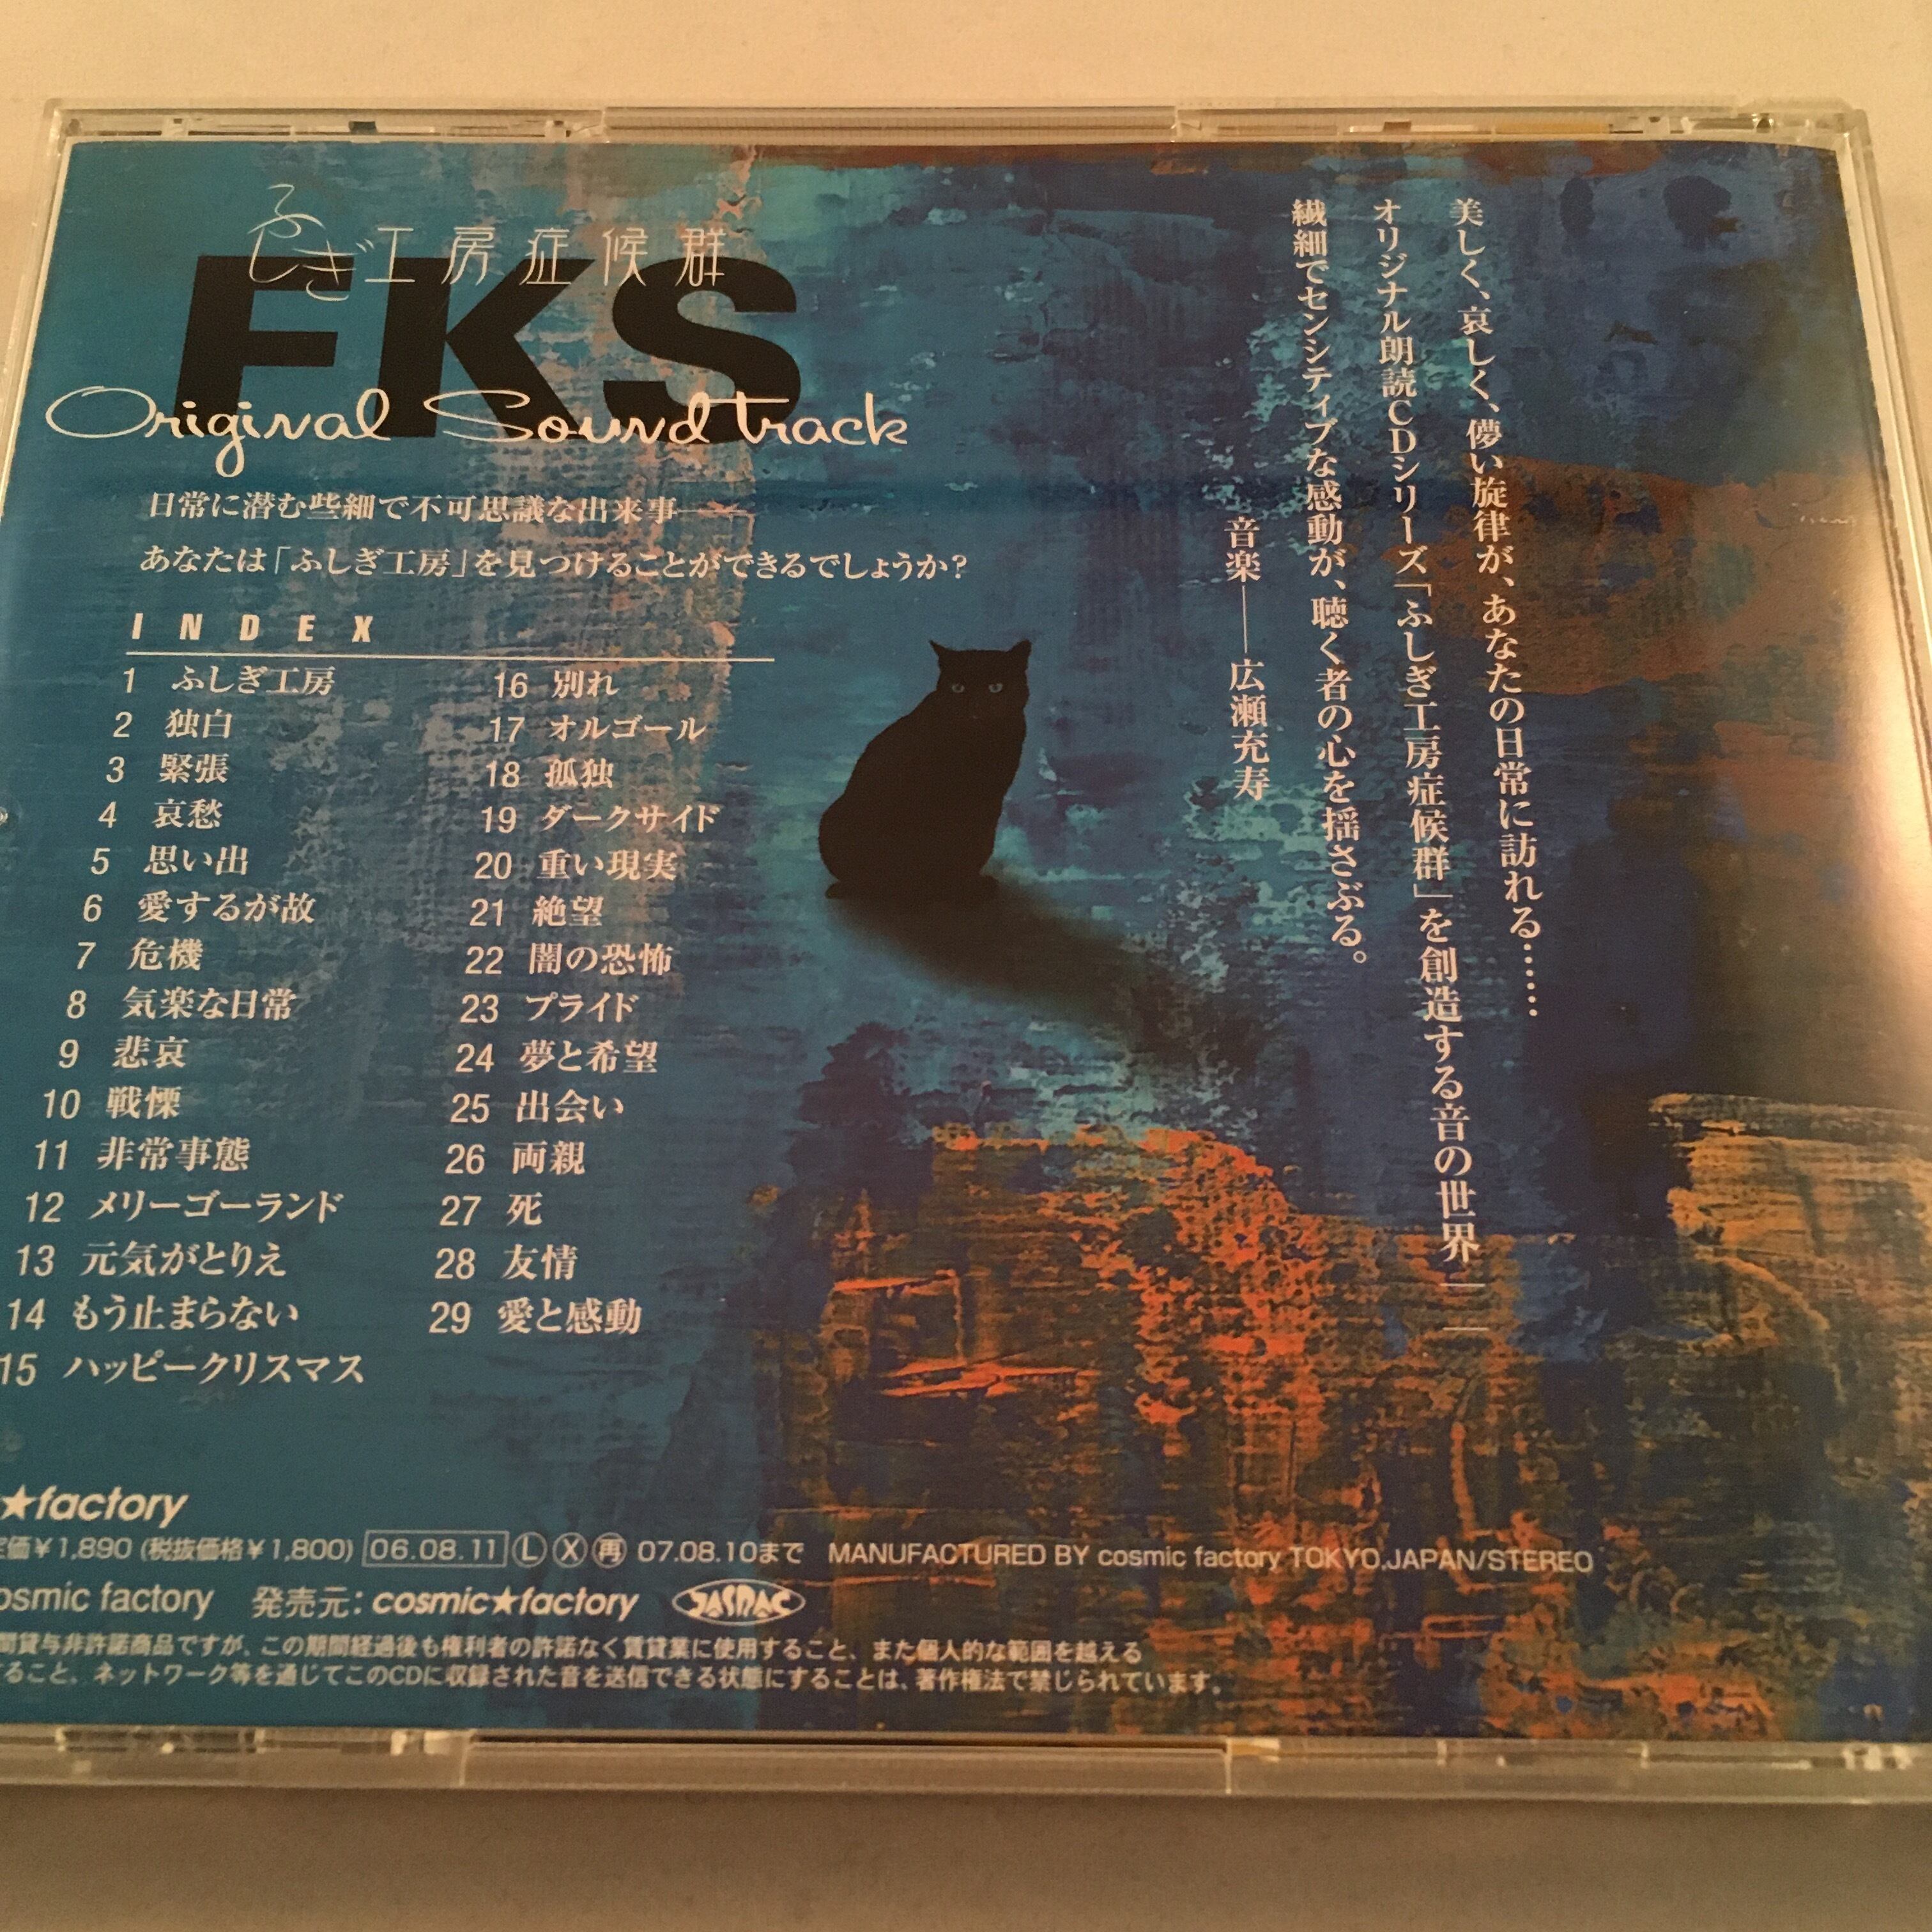 ふしぎ工房症候群
FKS
Original Soundtrack
日常に潜む些細で不可思議な出来事——
あなたは「ふしぎ工房」を見つけることができるでしょうか?
INDEX
1 ふしぎ工房
2 独白
3 緊張
4 哀愁
5 思い出
6 愛するが故
7 危機
8 気楽な日常
9 悲哀
10 戦慄
11 非常事態
12 メリーゴーランド
13 元気がとりえ
14 もう止まらない
15 ハッピークリスマス
16 別れ
17 オルゴール
18 孤独
19 ダークサイド
20 重い現実
21 絶望
22 闇の恐怖
23 プライド
24 夢と希望
25 出会い
26 両親
27 死
28 友情
29 愛と感動
美しく、哀しく、儚い旋律が、あなたの日常に訪れる……
オリジナル朗読CDシリーズ「ふしぎ工房症候群」を創造する音の世界——
繊細でセンシティブな感動が、聴く者の心を揺さぶる。
音楽——広瀬充寿
★factory
定価¥1,890 (税抜価格¥1,800) 06.08.11 L X 再 07.08.10まで MANUFACTURED BY cosmic factory TOKYO,JAPAN/STEREO
osmic factory 発売元：cosmic★factory JASRAC
間貸与非許諾商品ですが、この期間経過後も権利者の許諾なく賃貸業に使用すること、また個人的な範囲を越える
ること、ネットワーク等を通じてこのCDに収録された音を送信できる状態にすることは、著作権法で禁じられています。